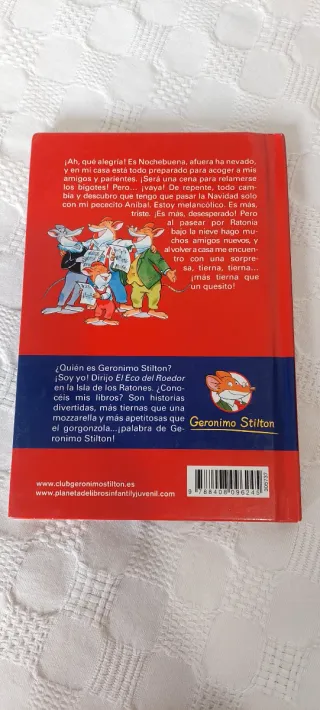 ¡Ah, qué alegría! Es Nochebuena, afuera ha nevado,
y en mi casa está todo preparado para acoger a mis
amigos y parientes. ¡Será una cena para relamerse
los bigotes! Pero... ¡vaya! De repente, todo cam-
bía y descubro que tengo que pasar la Navidad solo
con mi pececito Aníbal. Estoy melancólico. Es más,
triste. ¡Es más, desesperado! Pero
al pasear por Ratonia
bajo la nieve hago mu-
chos amigos nuevos, y
al volver a casa me encuen-
tro con una sorpre-
sa, tierna, tierna...
¡más tierna que
un quesito!
¿Quién es Geronimo Stilton?
¡Soy yo! Dirijo El Eco del Roedor
en la Isla de los Ratones. ¿Cono-
céis mis libros? Son historias
divertidas, más tiernas que una
mozzarella y más apetitosas que
el gorgonzola... ¡palabra de Ge-
ronimo Stilton!
Geronimo Stilton
www.clubgeronimostilton.es
www.planetadelibrosinfantilyjuvenil.com
9 788408 096245